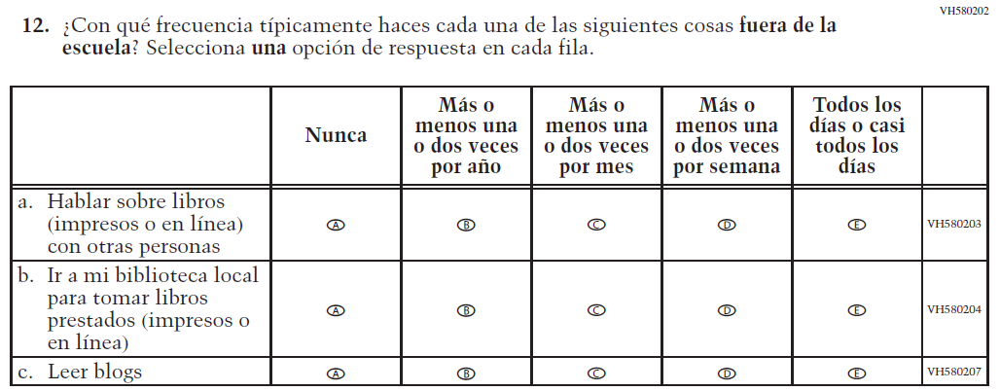 VH580202
12. ¿Con qué frecuencia típicamente haces cada una de las siguientes cosas fuera de la
escuela? Selecciona una opción de respuesta en cada fila.
Nunca
Más o
menos una
o dos veces
por año
Más o
menos una
o dos veces
por mes
Más o
menos una
o dos veces
por semana
Todos los
días o casi
todos los
días
a. Hablar sobre libros
(impresos o en línea)
con otras personas
A B C D E VH580203
b. Ir a mi biblioteca local
para tomar libros
prestados (impresos o
en línea)
A B C D E VH580204
c. Leer blogs A B C D E VH580207